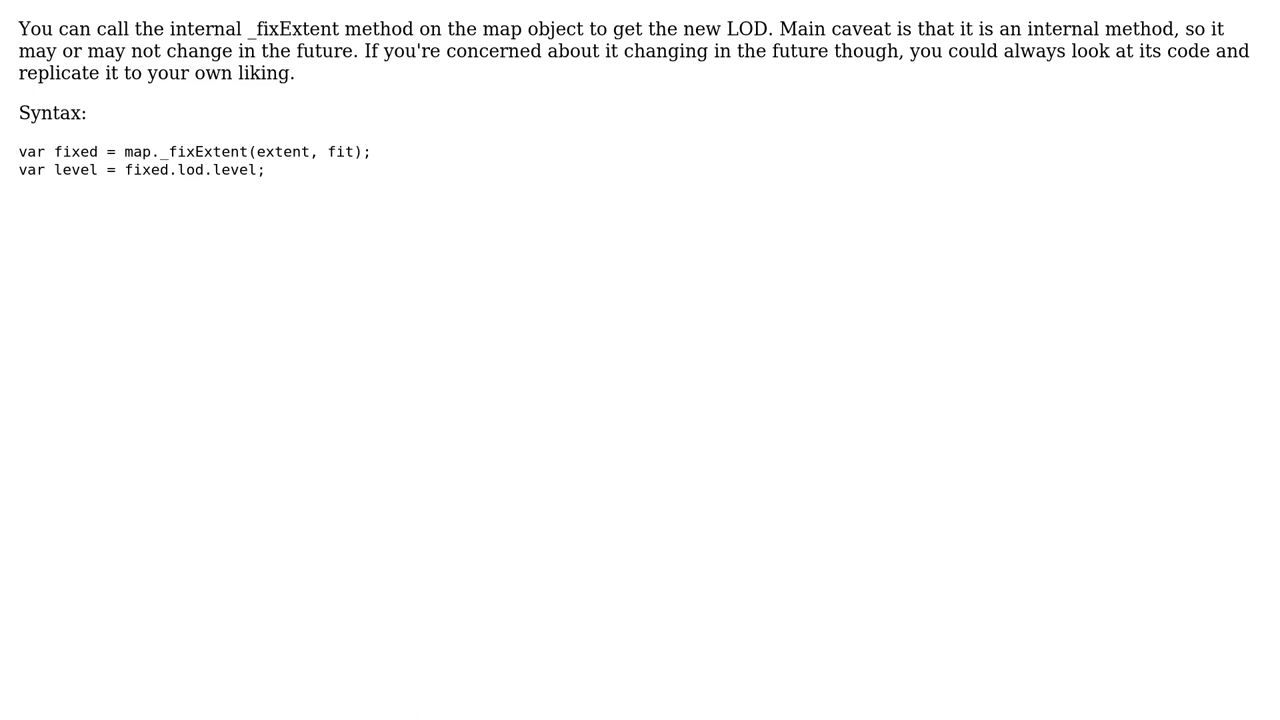 You can call the internal _fixExtent method on the map object to get the new LOD. Main caveat is that it is an internal method, so it
may or may not change in the future. If you're concerned about it changing in the future though, you could always look at its code and
replicate it to your own liking.
Syntax:
var fixed = map._fixExtent(extent, fit);
var level = fixed.lod.level;